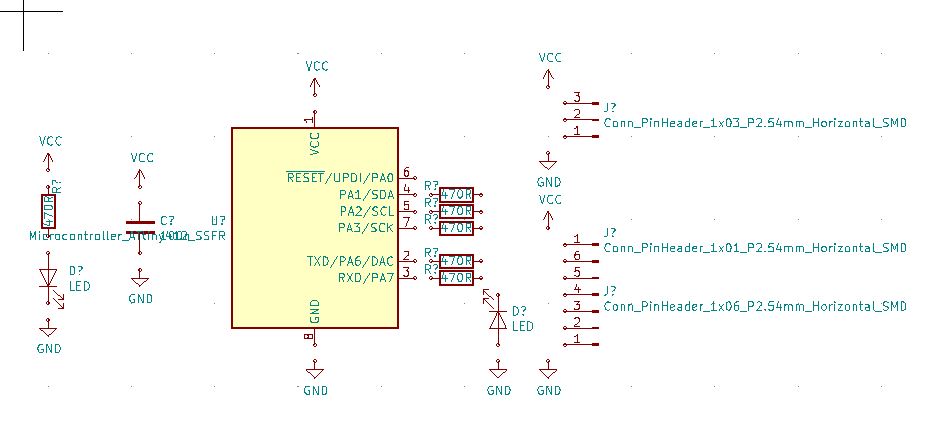 VCC
R?
470R
D?
LED
GND
VCC
C?
GND
U?
VCC
1
VCC
RESET/UPDI/PA0
6
PA1/SDA
4
PA2/SCL
5
PA3/SCK
7
TXD/PA6/DAC
2
RXD/PA7
3
GND
8
GND
R?
470R
R?
470R
R?
470R
R?
470R
R?
470R
D?
LED
GND
VCC
3
2
1
J?
Conn_PinHeader_1x03_P2.54mm_Horizontal_SMD
GND
VCC
1
J?
Conn_PinHeader_1x01_P2.54mm_Horizontal_SMD
6
5
4
3
2
1
J?
Conn_PinHeader_1x06_P2.54mm_Horizontal_SMD
GND